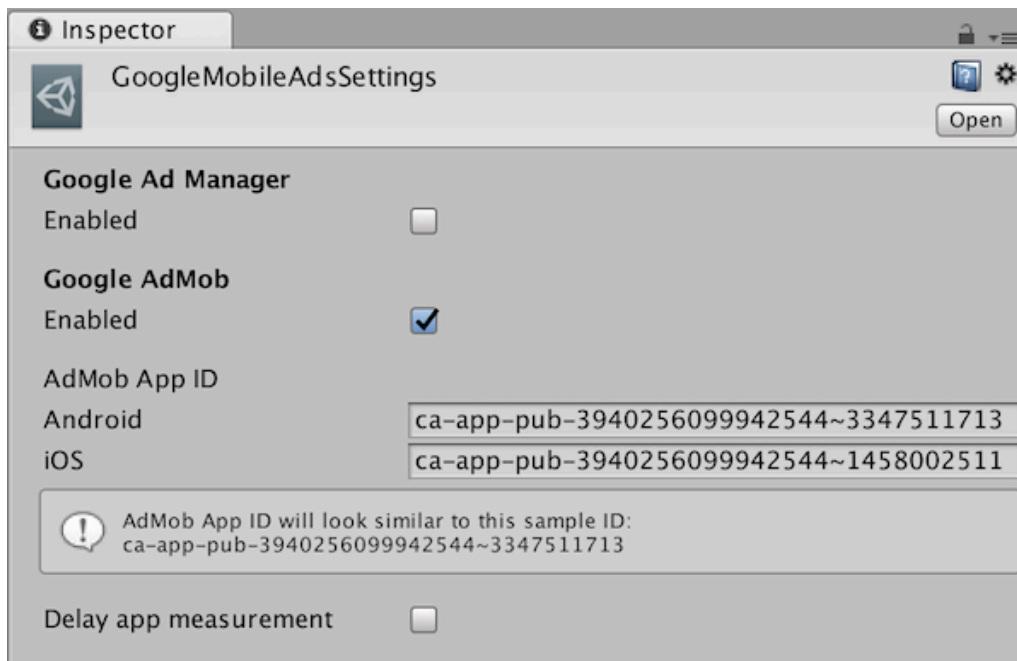 Inspector
GoogleMobileAdsSettings
Open
Google Ad Manager
Enabled
Google AdMob
Enabled
AdMob App ID
Android ca-app-pub-3940256099942544~3347511713
iOS ca-app-pub-3940256099942544~1458002511
AdMob App ID will look similar to this sample ID:
ca-app-pub-3940256099942544~3347511713
Delay app measurement